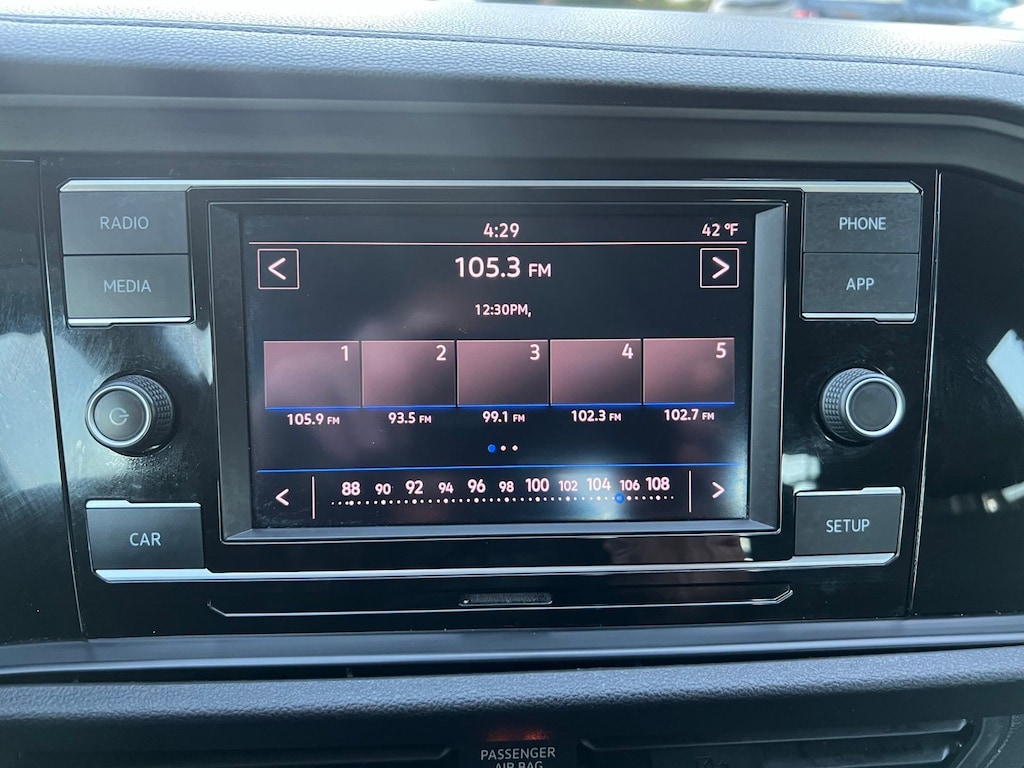 4:29
42 °F
RADIO
PHONE
<
105.3 FM
>
MEDIA
APP
12:30PM,
1 2 3 4 5
105.9 FM 93.5 FM 99.1 FM 102.3 FM 102.7 FM
< 88 90 92 94 96 98 100 102 104 106 108 >
CAR
SETUP
PASSENGER
AIR BAG